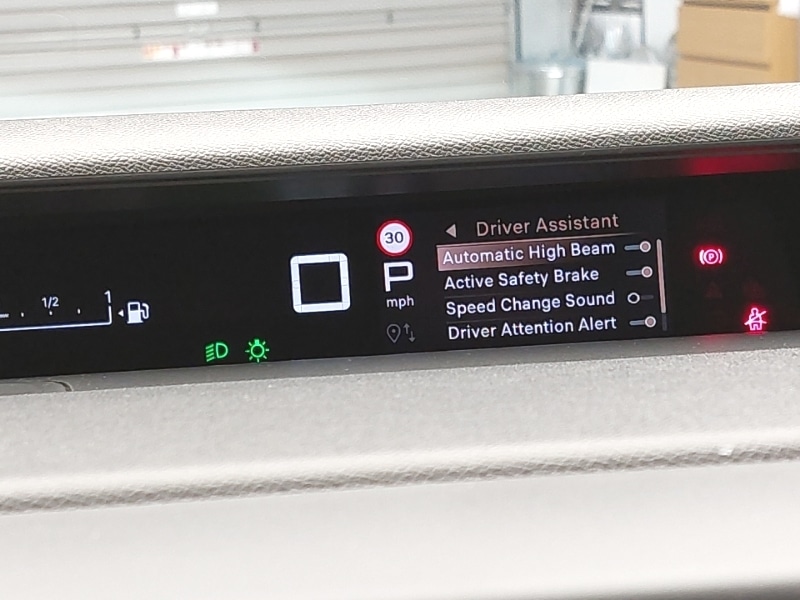 30
Driver Assistant
Automatic High Beam
0
P
mph
Active Safety Brake
1/2
1
Speed Change Sound
Driver Attention Alert